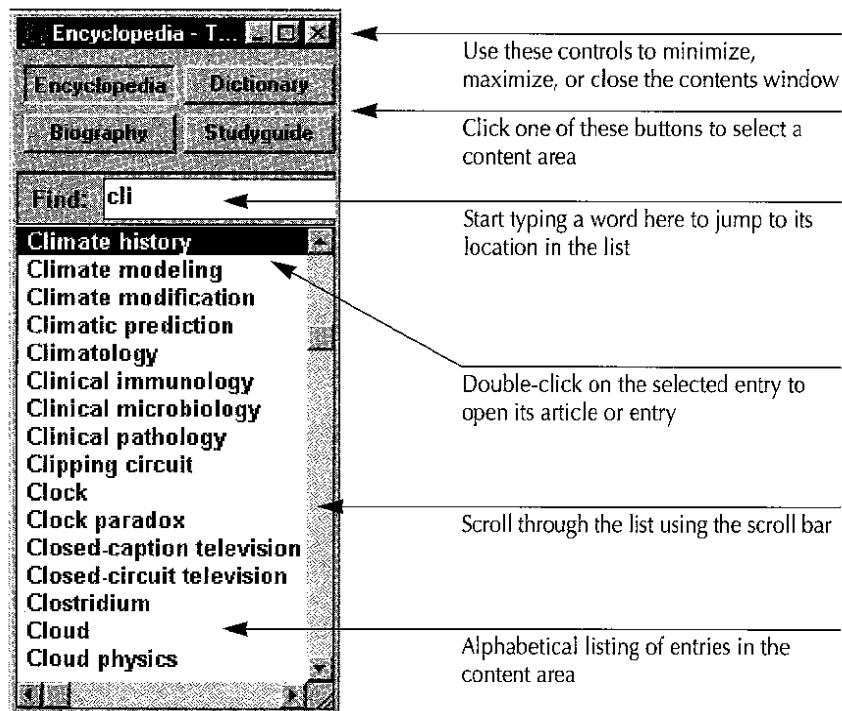 Encyclopedia - T...
Use these controls to minimize,
maximize, or close the contents window
Encyclopedia Dictionary
Biography Studyguide
Click one of these buttons to select a
content area
Find: cli
Start typing a word here to jump to its
location in the list
Climate history
Climate modeling
Climate modification
Climatic prediction
Climatology
Clinical immunology
Clinical microbiology
Clinical pathology
Clipping circuit
Clock
Clock paradox
Closed-caption television
Closed-circuit television
Clostridium
Cloud
Cloud physics
Double-click on the selected entry to
open its article or entry
Scroll through the list using the scroll bar
Alphabetical listing of entries in the
content area